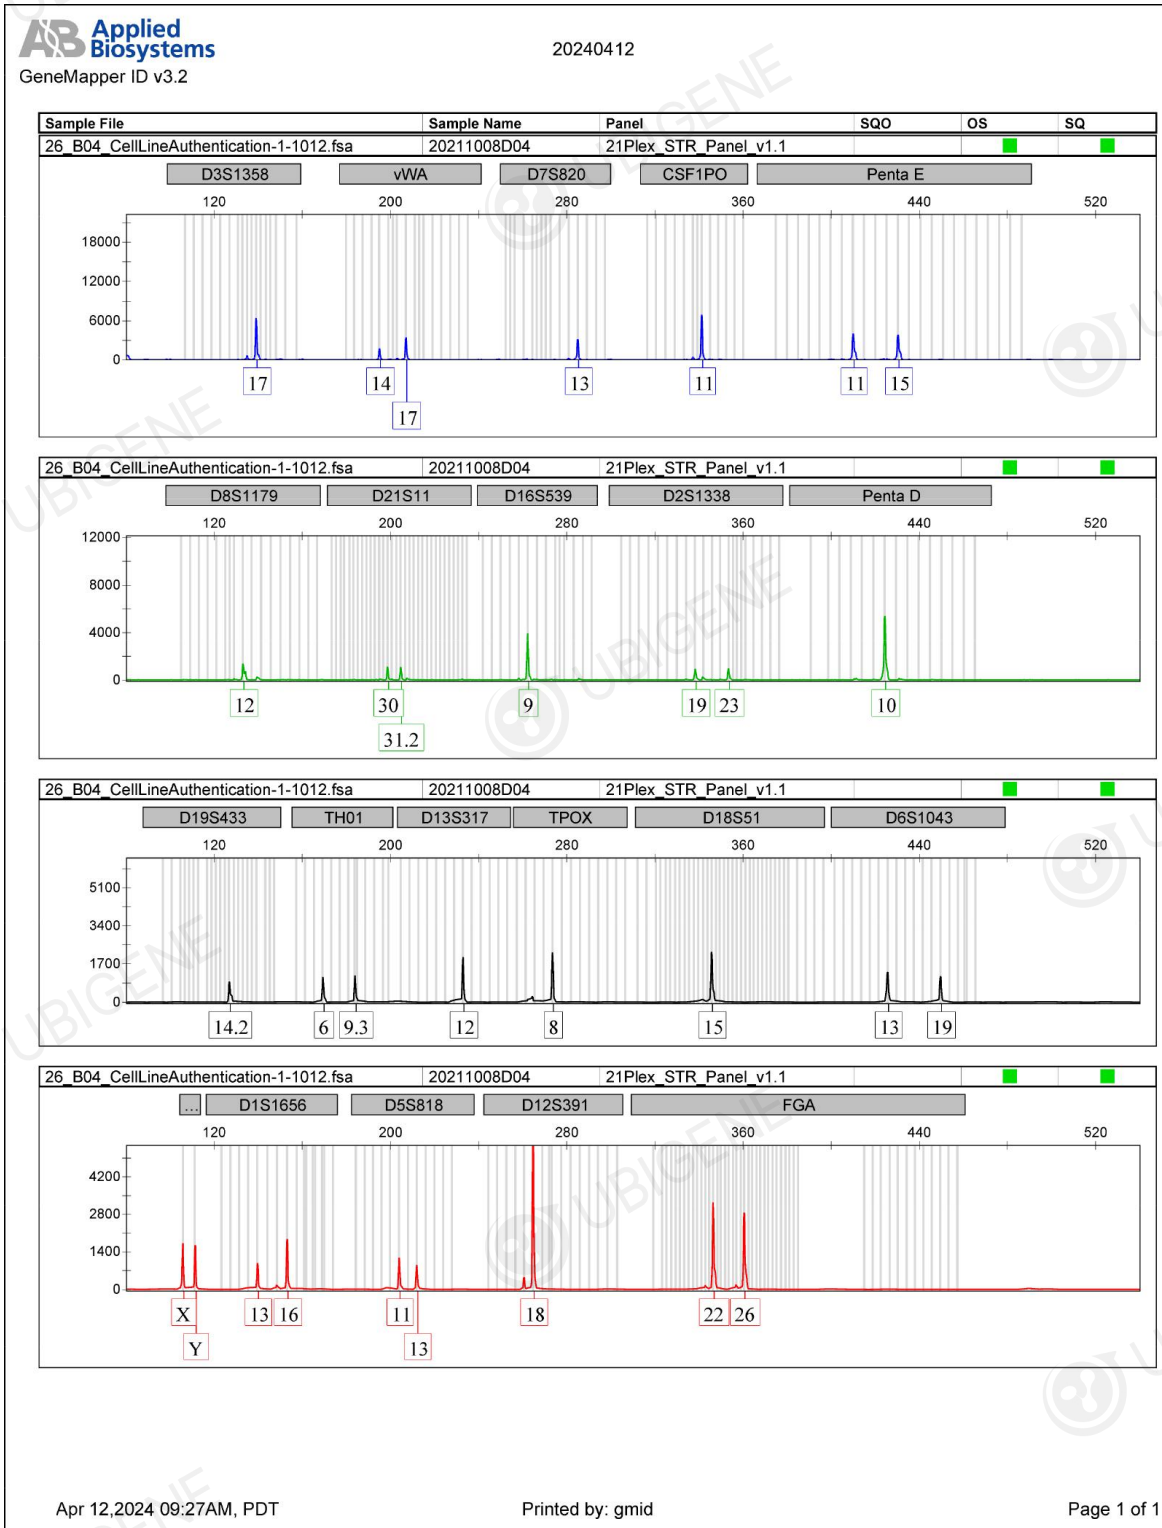 AB Applied Biosystems
20240412
GeneMapper ID v3.2
Sample File Sample Name Panel SQO OS SQ
26_B04_CellLineAuthentication-1-1012.fsa 20211008D04 21Plex_STR_Panel_v1.1
D3S1358 vWA D7S820 CSF1PO Penta E
120 200 280 360 440 520
18000
12000
6000
0
17 14 13 11 11 15
17
26_B04_CellLineAuthentication-1-1012.fsa 20211008D04 21Plex_STR_Panel_v1.1
D8S1179 D21S11 D16S539 D2S1338 Penta D
120 200 280 360 440 520
12000
8000
4000
0
12 30 9 19 23 10
31.2
26_B04_CellLineAuthentication-1-1012.fsa 20211008D04 21Plex_STR_Panel_v1.1
D19S433 TH01 D13S317 TPOX D18S51 D6S1043
120 200 280 360 440 520
5100
3400
1700
0
14.2 6 9.3 12 8 15 13 19
26_B04_CellLineAuthentication-1-1012.fsa 20211008D04 21Plex_STR_Panel_v1.1
... D1S1656 D5S818 D12S391 FGA
120 200 280 360 440 520
4200
2800
1400
0
X 13 16 11 18 22 26
Y 13
Apr 12,2024 09:27AM, PDT Printed by: gmid Page 1 of 1
UBIGENE